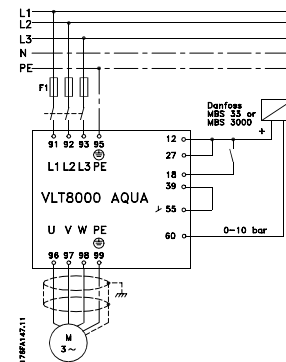 L1
L2
L3
N
PE
F1
Danfoss
MBS 33 or
MBS 3000
+
91 92 93 95
L1 L2 L3 PE
VLT8000 AQUA
U V W PE
96 97 98 99
12
27
18
39
55
60
0-10 bar
M
3~
176FA147.11